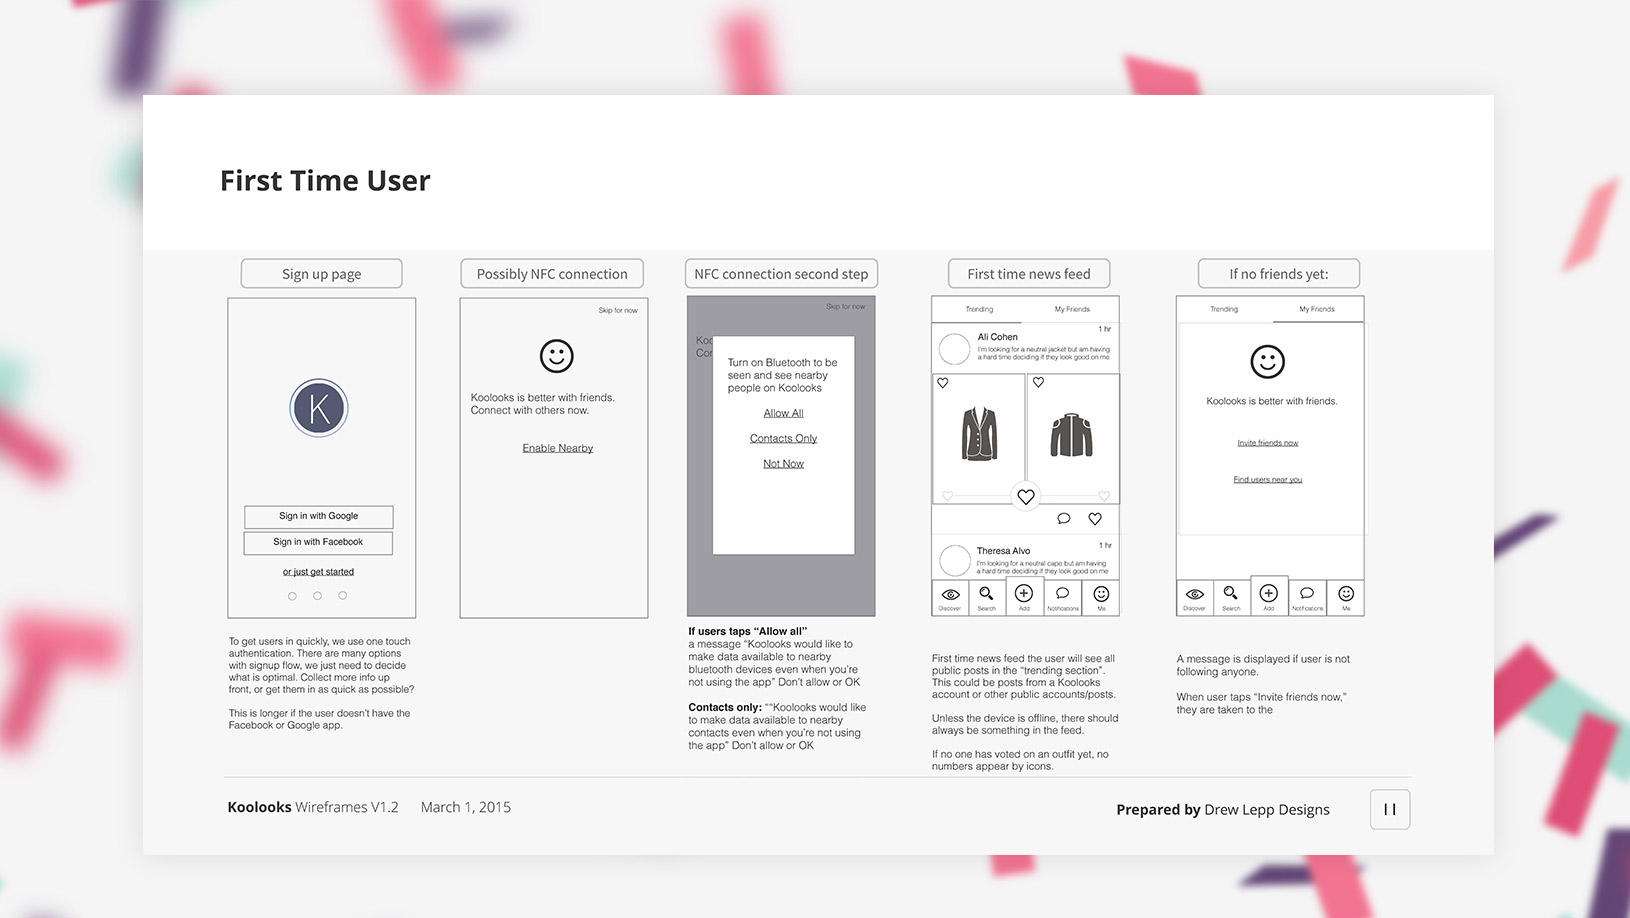 First Time User
Sign up page
K
Sign in with Google
Sign in with Facebook
or just get started
To get users in quickly, we use one touch
authentication. There are many options
with signup flow, we just need to decide
what is optimal. Collect more info up
front, or get them in as quick as possible?
This is longer if the user doesn't have the
Facebook or Google app.
Possibly NFC connection
Skip for now
Koolooks is better with friends.
Connect with others now.
Enable Nearby
NFC connection second step
Skip for now
Koo
Con
Turn on Bluetooth to be
seen and see nearby
people on Koolooks
Allow All
Contacts Only
Not Now
If users taps “Allow all”
a message “Koolooks would like to
make data available to nearby
bluetooth devices even when you're
not using the app” Don't allow or OK
Contacts only: ““Koolooks would like
to make data available to nearby
contacts even when you're not using
the app” Don't allow or OK
First time news feed
Trending My Friends
1 hr
Ali Cohen
I'm looking for a neutral jacket but am having
a hard time deciding if they look good on me
1 hr
Theresa Alvo
I'm looking for a neutral cape but am having
a hard time deciding if they look good on me
Discover Search Add Notifications Me
First time news feed the user will see all
public posts in the “trending section”.
This could be posts from a Koolooks
account or other public accounts/posts.
Unless the device is offline, there should
always be something in the feed.
If no one has voted on an outfit yet, no
numbers appear by icons.
If no friends yet:
Trending My Friends
Koolooks is better with friends.
Invite friends now
Find users near you
Discover Search Add Notifications Me
A message is displayed if user is not
following anyone.
When user taps “Invite friends now,”
they are taken to the
Koolooks Wireframes V1.2 March 1, 2015
Prepared by Drew Lepp Designs
11